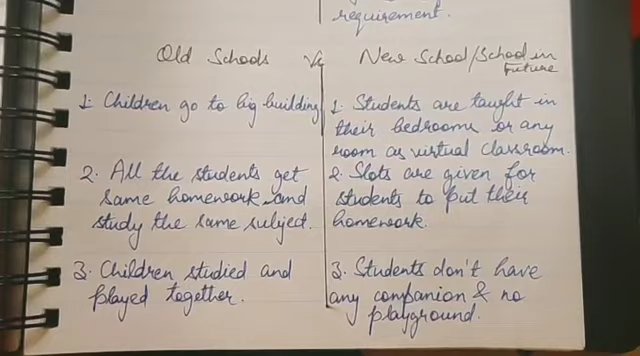 requirement.
Old Schools Vs New School/School in
Future
1. Children go to big building
2. All the students get
same homework and
study the same subject.
3. Children studied and
played together.
1. Students are taught in
their bedrooms or any
room as virtual classroom.
2. Slots are given for
students to put their
homework.
3. Students don't have
any companion & no
playground.